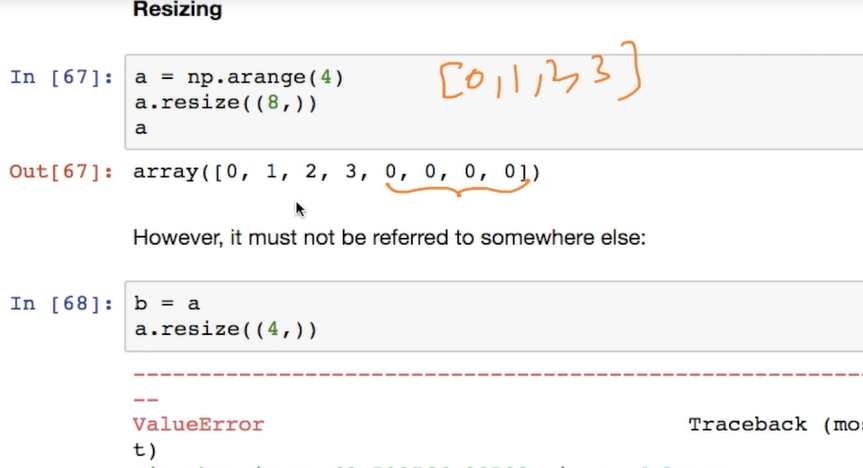 Resizing
In [67]: a = np.arange(4) [0,1,2,3]
a.resize((8,))
a
Out[67]: array([0, 1, 2, 3, 0, 0, 0, 0])
However, it must not be referred to somewhere else:
In [68]: b = a
a.resize((4,))
--
ValueError Traceback (mo
t)